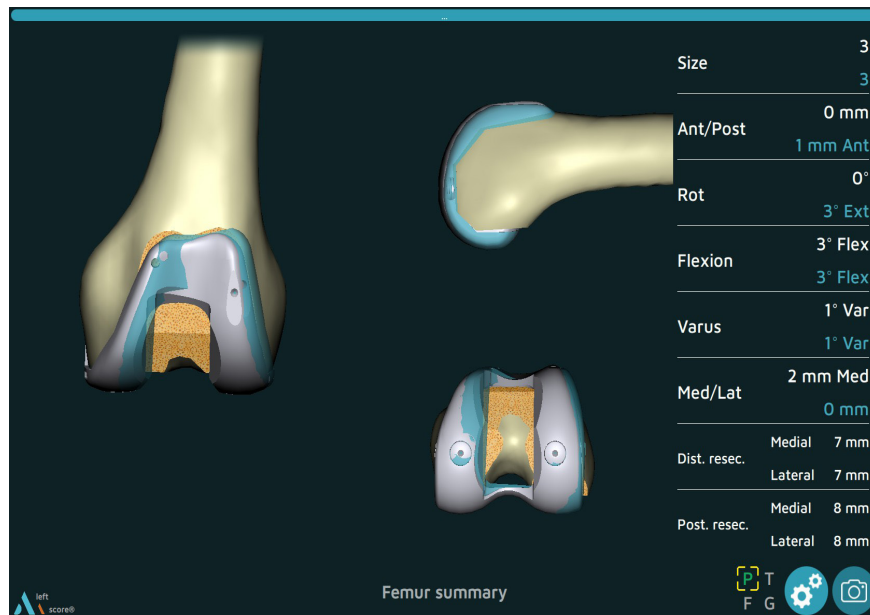 ...
Size
3
3
Ant/Post
0 mm
1 mm Ant
Rot
0°
3° Ext
Flexion
3° Flex
3° Flex
Varus
1° Var
1° Var
Med/Lat
2 mm Med
0 mm
Dist. resec.
Medial 7 mm
Lateral 7 mm
Post. resec.
Medial 8 mm
Lateral 8 mm
left
score®
Femur summary
P T
F G